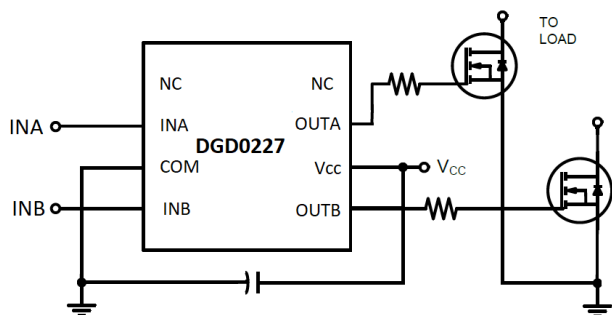 TO
LOAD
NC NC
INA INA OUTA
DGD0227
COM Vcc VCC
INB INB OUTB